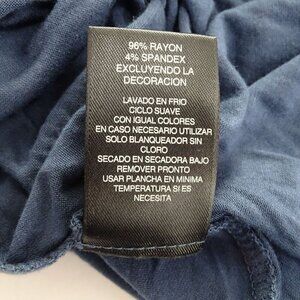 96% RAYON
4% SPANDEX
EXCLUYENDO LA
DECORACION
LAVADO EN FRIO
CICLO SUAVE
CON IGUAL COLORES
EN CASO NECESARIO UTILIZAR
SOLO BLANQUEADOR SIN
CLORO
SECADO EN SECADORA BAJO
REMOVER PRONTO
USAR PLANCHA EN MINIMA
TEMPERATURA SI ES
NECESITA